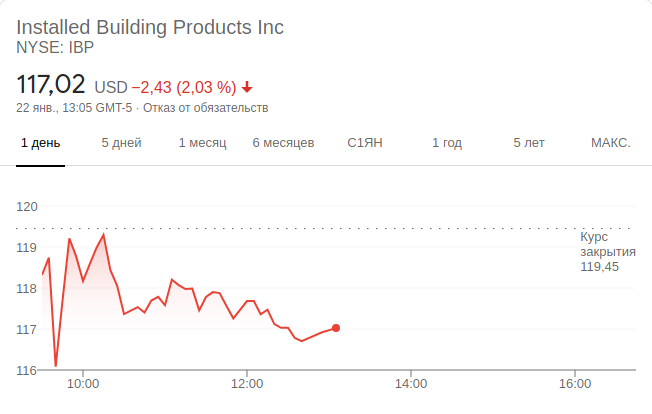 Installed Building Products Inc
NYSE: IBP
117,02 USD −2,43 (2,03 %)
22 янв., 13:05 GMT-5 · Отказ от обязательств
1 день 5 дней 1 месяц 6 месяцев С1ЯН 1 год 5 лет МАКС.
120
119
118
117
116
Курс
закрытия
119,45
10:00 12:00 14:00 16:00